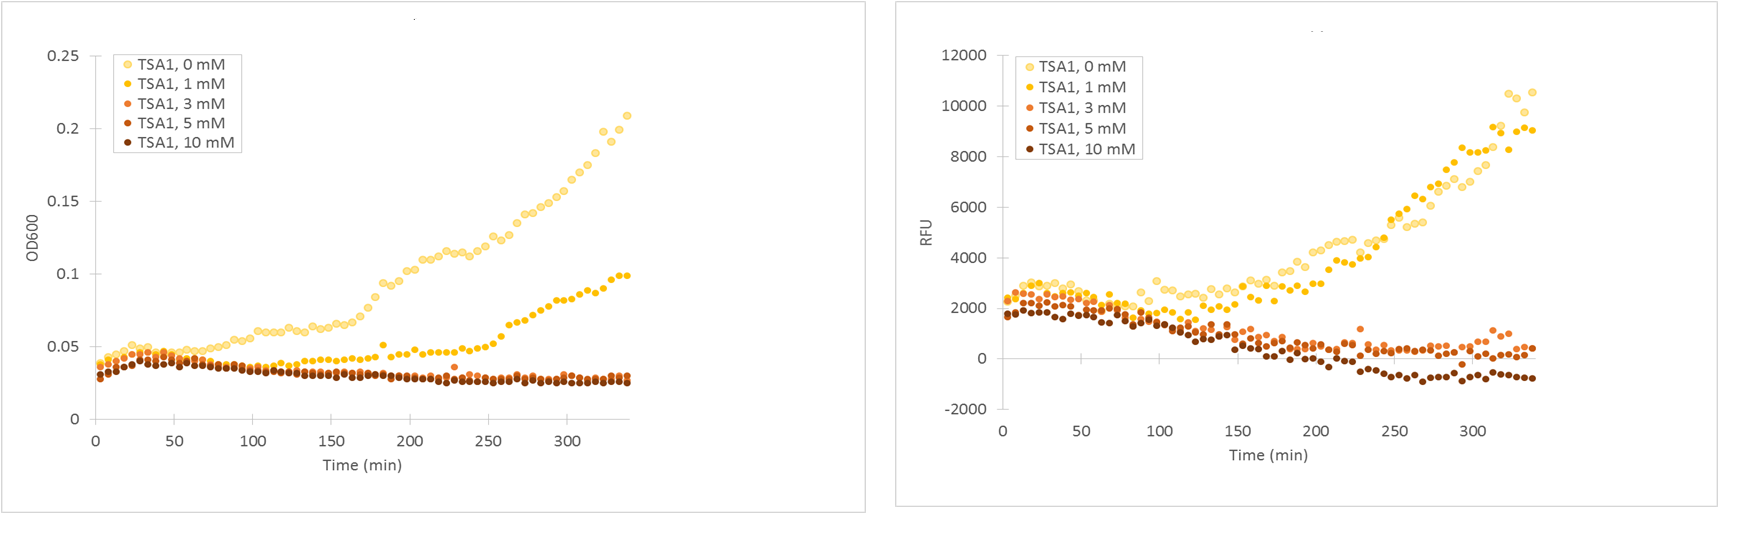 0.25
0.2
0.15
0.1
0.05
0
OD600
TSA1, 0 mM
TSA1, 1 mM
TSA1, 3 mM
TSA1, 5 mM
TSA1, 10 mM
0 50 100 150 200 250 300
Time (min)
12000
10000
8000
6000
4000
2000
0
-2000
RFU
TSA1, 0 mM
TSA1, 1 mM
TSA1, 3 mM
TSA1, 5 mM
TSA1, 10 mM
0 50 100 150 200 250 300
Time (min)